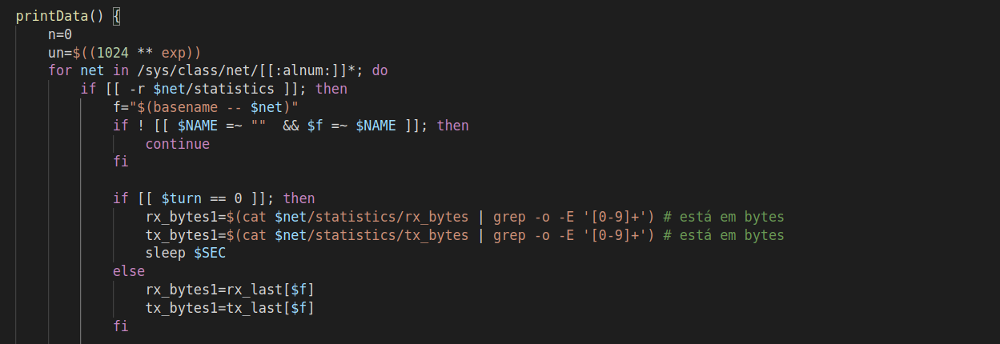 printData() {
n=0
un=$((1024 ** exp))
for net in /sys/class/net/[[:alnum:]]*; do
if [[ -r $net/statistics ]]; then
f="$(basename -- $net)"
if ! [[ $NAME =~ ""  && $f =~ $NAME ]]; then
continue
fi
if [[ $turn == 0 ]]; then
rx_bytes1=$(cat $net/statistics/rx_bytes | grep -o -E '[0-9]+') # está em bytes
tx_bytes1=$(cat $net/statistics/tx_bytes | grep -o -E '[0-9]+') # está em bytes
sleep $SEC
else
rx_bytes1=rx_last[$f]
tx_bytes1=tx_last[$f]
fi